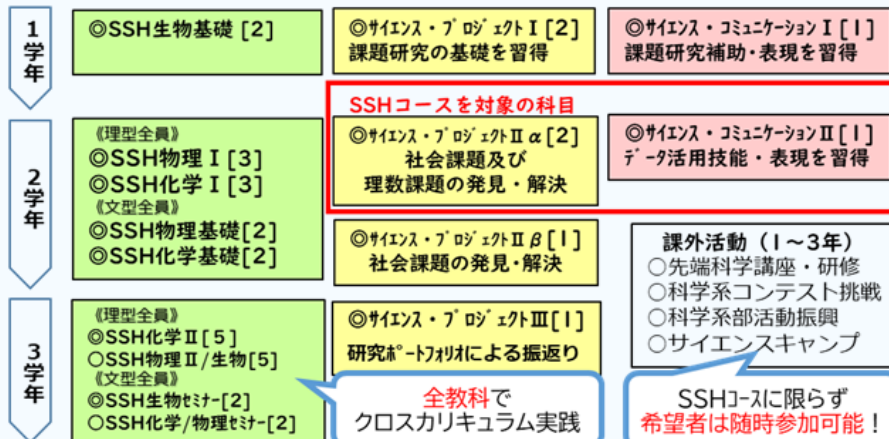 1学年
◎SSH生物基礎 [2]
◎サイエンス・プロジェクトⅠ[2]
課題研究の基礎を習得
◎サイエンス・コミュニケーションⅠ[1]
課題研究補助・表現を習得
SSHコースを対象の科目
2学年
《理型全員》
◎SSH物理Ⅰ[3]
◎SSH化学Ⅰ[3]
《文型全員》
◎SSH物理基礎[2]
◎SSH化学基礎[2]
◎サイエンス・プロジェクトⅡα[2]
社会課題及び
理数課題の発見・解決
◎サイエンス・コミュニケーションⅡ[1]
データ活用技能・表現を習得
◎サイエンス・プロジェクトⅡβ[1]
社会課題の発見・解決
課外活動（1～3年）
○先端科学講座・研修
○科学系コンテスト挑戦
○科学系部活動振興
○サイエンスキャンプ
3学年
《理型全員》
◎SSH化学Ⅱ[5]
○SSH物理Ⅱ/生物[5]
《文型全員》
◎SSH生物セミナー[2]
○SSH化学/物理セミナー[2]
◎サイエンス・プロジェクトⅢ[1]
研究ポートフォリオによる振返り
全教科で
クロスカリキュラム実践
SSHコースに限らず
希望者は随時参加可能！